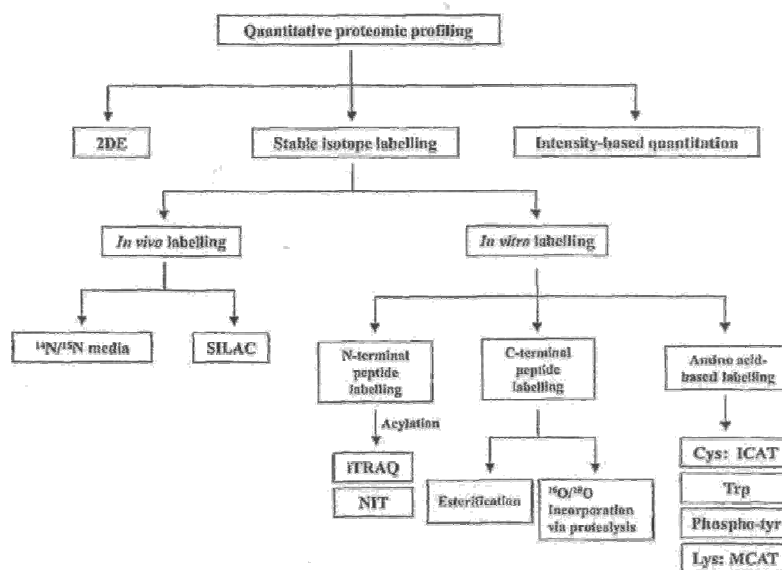 Quantitative proteomic profiling
2DE
Stable isotope labelling
Intensity-based quantitation
In vivo labelling
In vitro labelling
¹⁴N/¹⁵N media
SILAC
N-terminal
peptide
labelling
C-terminal
peptide
labelling
Amino acid-
based labelling
Acylation
iTRAQ
NIT
Esterification
¹⁶O/¹⁸O
Incorporation
via proteolysis
Cys: ICAT
Trp
Phospho-tyr
Lys: MCAT